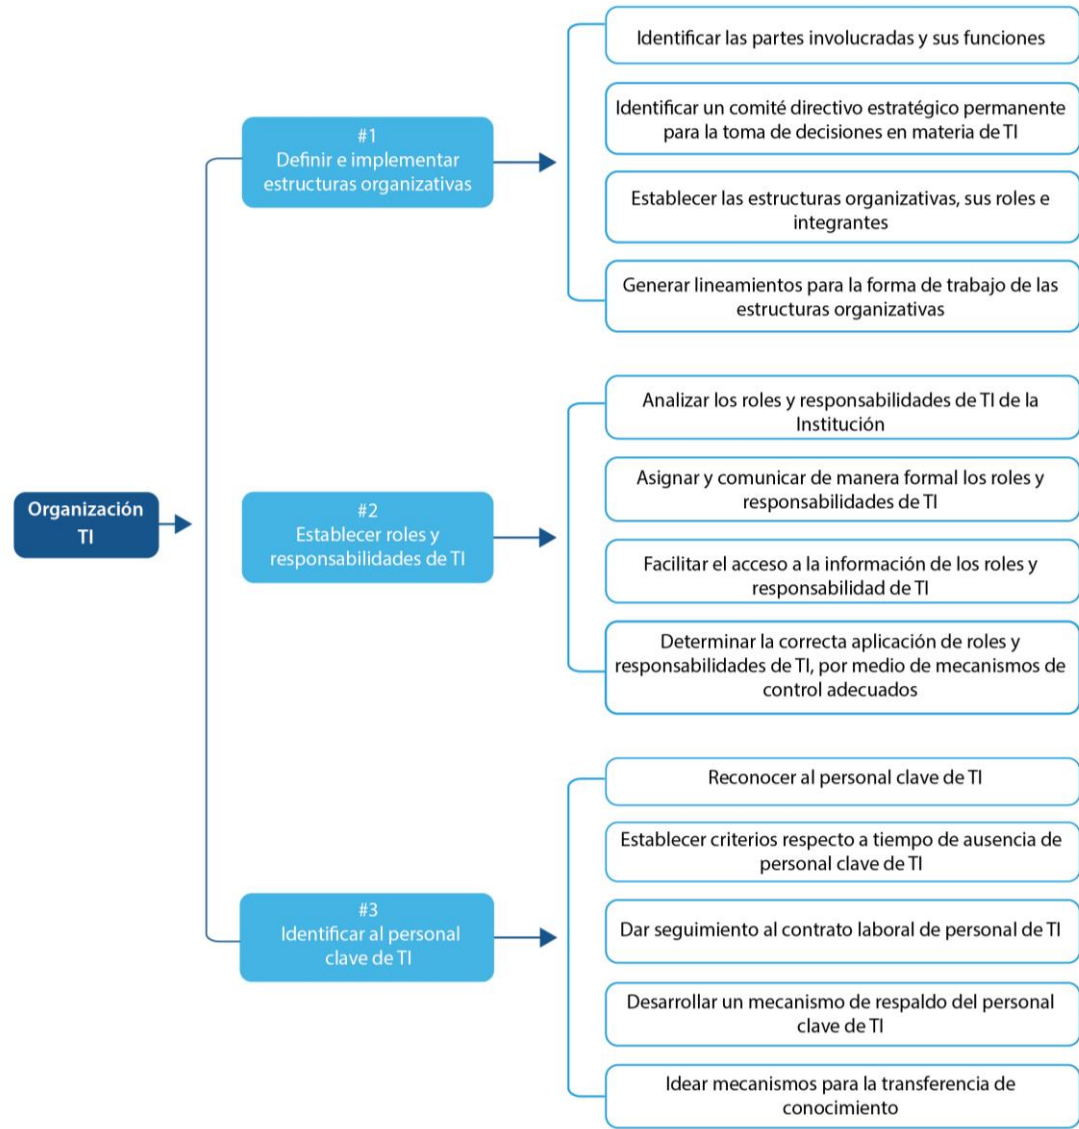 Organización
TI
#1
Definir e implementar
estructuras organizativas
Identificar las partes involucradas y sus funciones
Identificar un comité directivo estratégico permanente
para la toma de decisiones en materia de TI
Establecer las estructuras organizativas, sus roles e
integrantes
Generar lineamientos para la forma de trabajo de las
estructuras organizativas
#2
Establecer roles y
responsabilidades de TI
Analizar los roles y responsabilidades de TI de la
Institución
Asignar y comunicar de manera formal los roles y
responsabilidades de TI
Facilitar el acceso a la información de los roles y
responsabilidad de TI
Determinar la correcta aplicación de roles y
responsabilidades de TI, por medio de mecanismos de
control adecuados
#3
Identificar al personal
clave de TI
Reconocer al personal clave de TI
Establecer criterios respecto a tiempo de ausencia de
personal clave de TI
Dar seguimiento al contrato laboral de personal de TI
Desarrollar un mecanismo de respaldo del personal
clave de TI
Idear mecanismos para la transferencia de
conocimiento